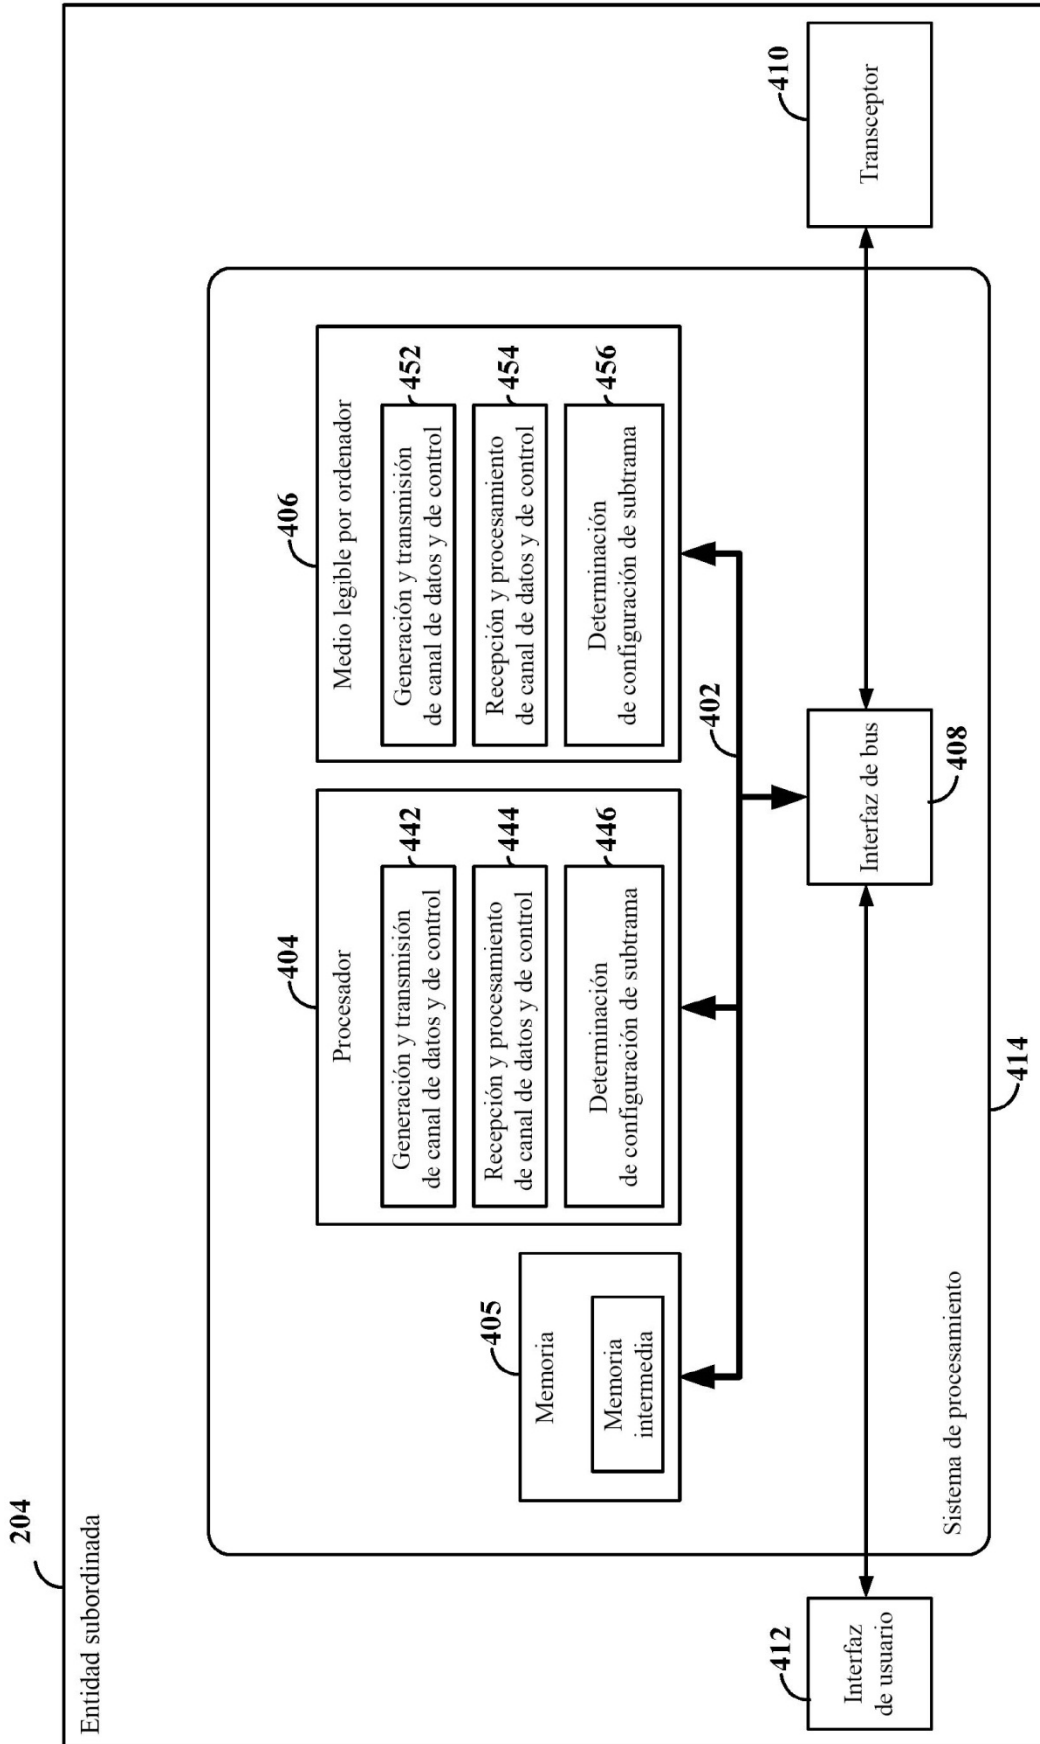 204
Entidad subordinada
414
Sistema de procesamiento
405
Memoria
Memoria
intermedia
404
Procesador
442
Generación y transmisión
de canal de datos y de control
444
Recepción y procesamiento
de canal de datos y de control
446
Determinación
de configuración de subtrama
406
Medio legible por ordenador
452
Generación y transmisión
de canal de datos y de control
454
Recepción y procesamiento
de canal de datos y de control
456
Determinación
de configuración de subtrama
402
412
Interfaz
de usuario
Interfaz de bus
408
410
Transceptor